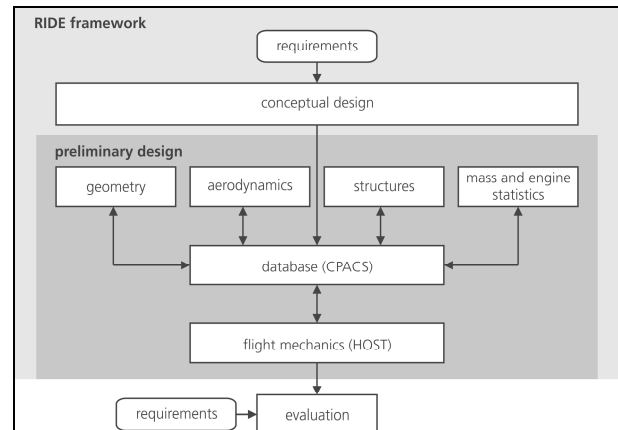 RIDE framework
requirements
conceptual design
preliminary design
geometry
aerodynamics
structures
mass and engine
statistics
database (CPACS)
flight mechanics (HOST)
requirements
evaluation